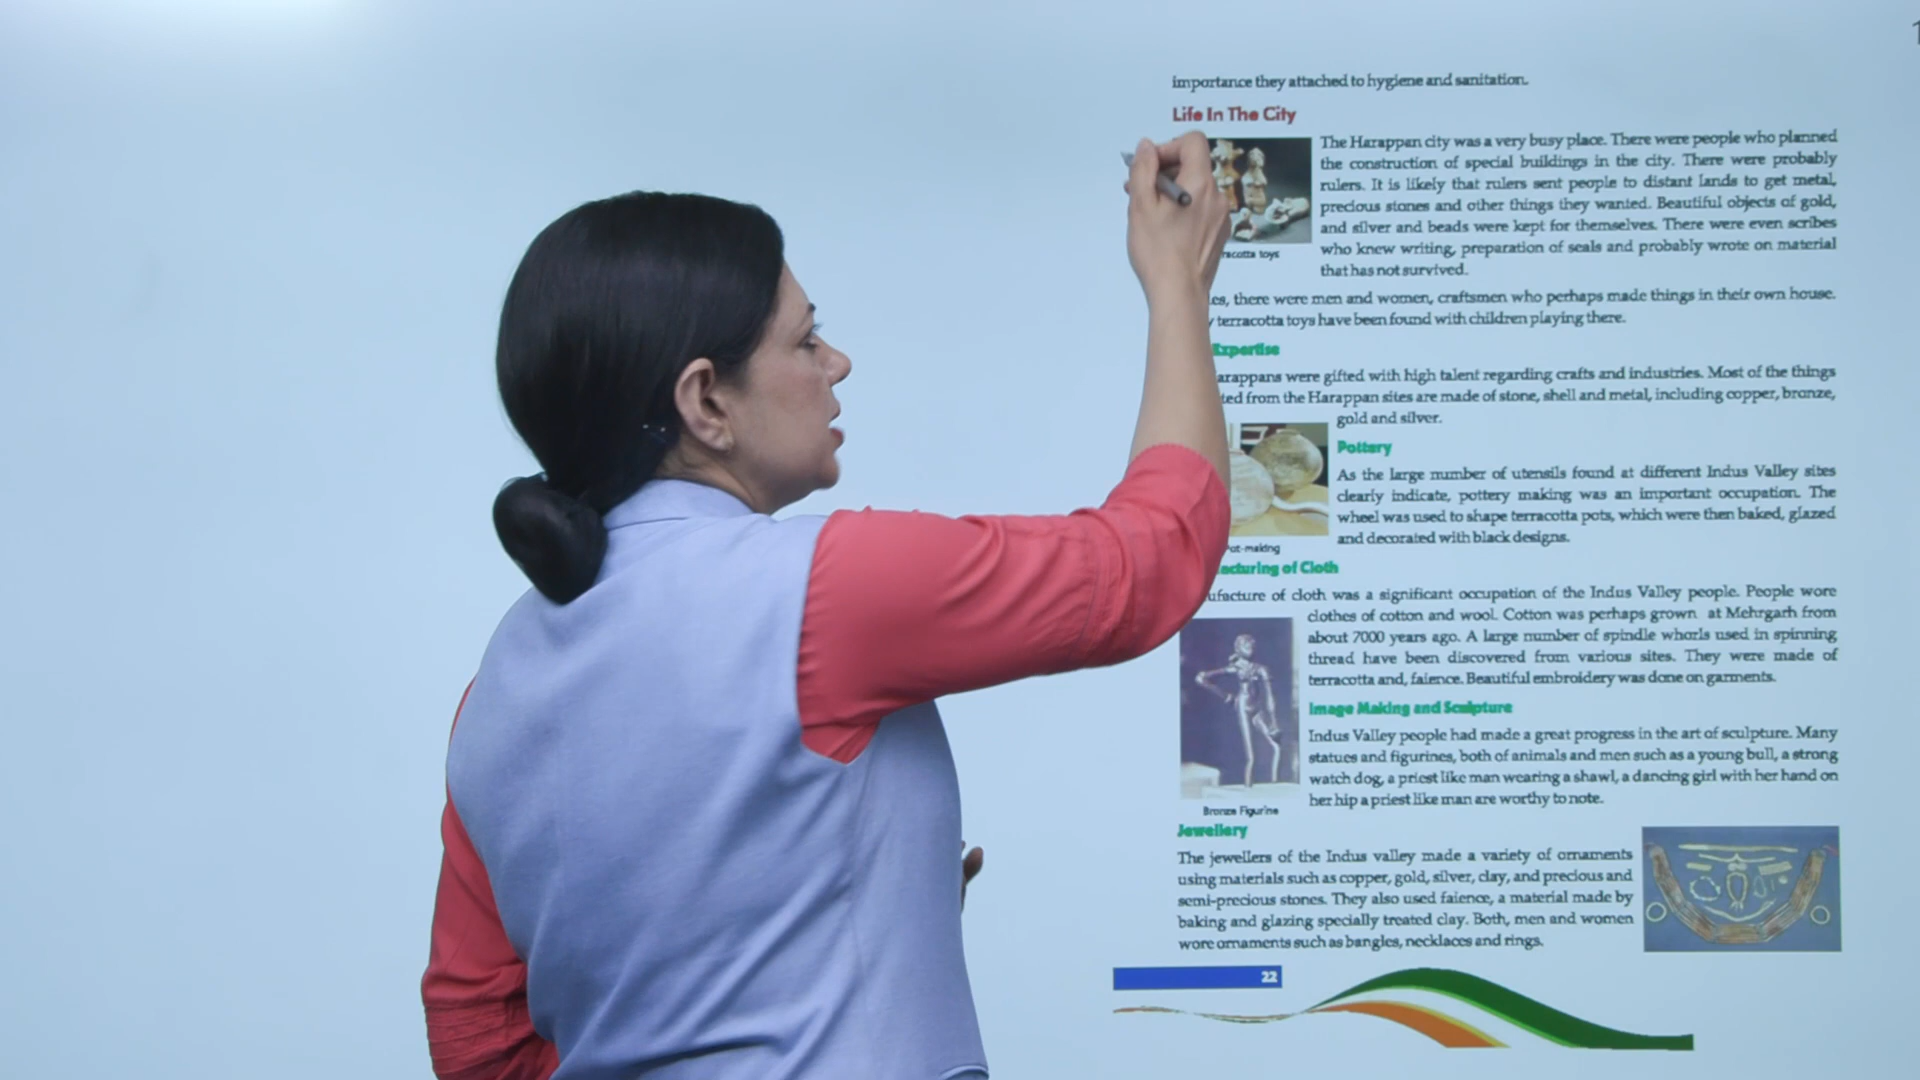 importance they attached to hygiene and sanitation.
Life In The City
The Harappan city was a very busy place. There were people who planned
the construction of special buildings in the city. There were probably
rulers. It is likely that rulers sent people to distant lands to get metal,
precious stones and other things they wanted. Beautiful objects of gold,
and silver and beads were kept for themselves. There were even scribes
who knew writing, preparation of seals and probably wrote on material
that has not survived.
racotta toys
es, there were men and women, craftsmen who perhaps made things in their own house.
terracotta toys have been found with children playing there.
Expertise
arappans were gifted with high talent regarding crafts and industries. Most of the things
ted from the Harappan sites are made of stone, shell and metal, including copper, bronze,
gold and silver.
Pottery
As the large number of utensils found at different Indus Valley sites
clearly indicate, pottery making was an important occupation. The
wheel was used to shape terracotta pots, which were then baked, glazed
and decorated with black designs.
ot-making
acturing of Cloth
ufacture of cloth was a significant occupation of the Indus Valley people. People wore
clothes of cotton and wool. Cotton was perhaps grown at Mehrgarh from
about 7000 years ago. A large number of spindle whorls used in spinning
thread have been discovered from various sites. They were made of
terracotta and, faience. Beautiful embroidery was done on garments.
Image Making and Sculpture
Indus Valley people had made a great progress in the art of sculpture. Many
statues and figurines, both of animals and men such as a young bull, a strong
watch dog, a priest like man wearing a shawl, a dancing girl with her hand on
her hip a priest like man are worthy to note.
Bronze Figurine
Jewellery
The jewellers of the Indus valley made a variety of ornaments
using materials such as copper, gold, silver, clay, and precious and
semi-precious stones. They also used faience, a material made by
baking and glazing specially treated clay. Both, men and women
wore ornaments such as bangles, necklaces and rings.
22